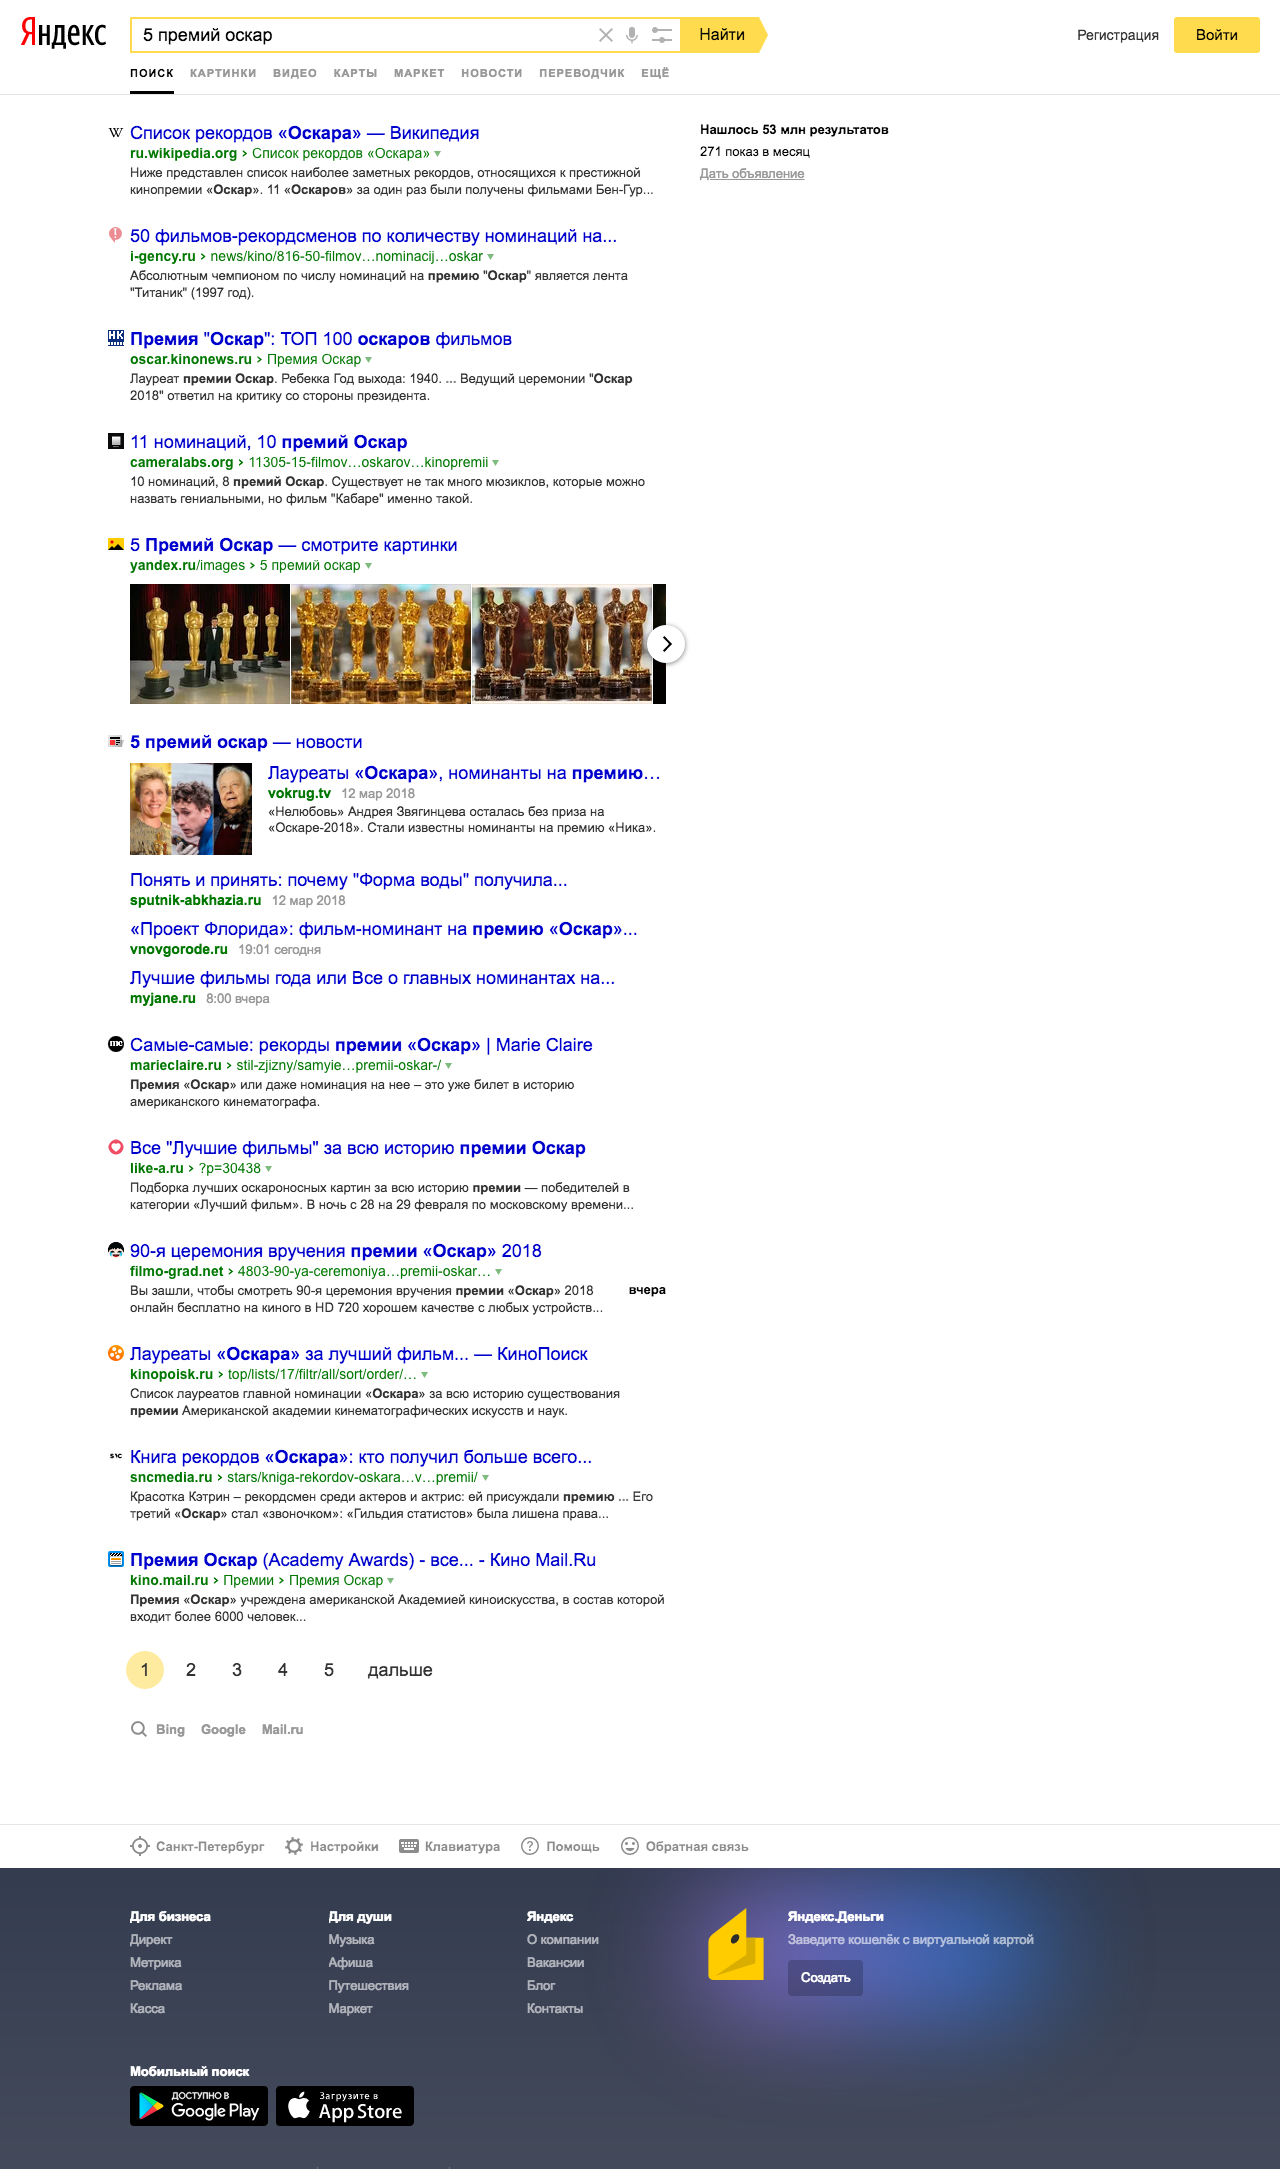 Яндекс
5 премий оскар
Найти
Регистрация
Войти
ПОИСК КАРТИНКИ ВИДЕО КАРТЫ МАРКЕТ НОВОСТИ ПЕРЕВОДЧИК ЕЩЁ
Список рекордов «Оскара» — Википедия
ru.wikipedia.org › Список рекордов «Оскара»
Ниже представлен список наиболее заметных рекордов, относящихся к престижной
кинопремии «Оскар». 11 «Оскаров» за один раз были получены фильмами Бен-Гур...
Нашлось 53 млн результатов
271 показ в месяц
Дать объявление
50 фильмов-рекордсменов по количеству номинаций на...
i-gency.ru › news/kino/816-50-filmov…nominacij…oskar
Абсолютным чемпионом по числу номинаций на премию "Оскар" является лента
"Титаник" (1997 год).
Премия "Оскар": ТОП 100 оскаров фильмов
oscar.kinonews.ru › Премия Оскар
Лауреат премии Оскар. Ребекка Год выхода: 1940. ... Ведущий церемонии "Оскар
2018" ответил на критику со стороны президента.
11 номинаций, 10 премий Оскар
cameralabs.org › 11305-15-filmov…oskarov…kinopremii
10 номинаций, 8 премий Оскар. Существует не так много мюзиклов, которые можно
назвать гениальными, но фильм "Кабаре" именно такой.
5 Премий Оскар — смотрите картинки
yandex.ru/images › 5 премий оскар
5 премий оскар — новости
Лауреаты «Оскара», номинанты на премию…
vokrug.tv 12 мар 2018
«Нелюбовь» Андрея Звягинцева осталась без приза на
«Оскаре-2018». Стали известны номинанты на премию «Ника».
Понять и принять: почему "Форма воды" получила...
sputnik-abkhazia.ru 12 мар 2018
«Проект Флорида»: фильм-номинант на премию «Оскар»...
vnovgorode.ru 19:01 сегодня
Лучшие фильмы года или Все о главных номинантах на...
myjane.ru 8:00 вчера
Самые-самые: рекорды премии «Оскар» | Marie Claire
marieclaire.ru › stil-zjizny/samyie…premii-oskar-/
Премия «Оскар» или даже номинация на нее – это уже билет в историю
американского кинематографа.
Все "Лучшие фильмы" за всю историю премии Оскар
like-a.ru › ?p=30438
Подборка лучших оскароносных картин за всю историю премии — победителей в
категории «Лучший фильм». В ночь с 28 на 29 февраля по московскому времени...
90-я церемония вручения премии «Оскар» 2018
filmo-grad.net › 4803-90-ya-ceremoniya…premii-oskar…
Вы зашли, чтобы смотреть 90-я церемония вручения премии «Оскар» 2018 вчера
онлайн бесплатно на киного в HD 720 хорошем качестве с любых устройств...
Лауреаты «Оскара» за лучший фильм... — КиноПоиск
kinopoisk.ru › top/lists/17/filtr/all/sort/order/…
Список лауреатов главной номинации «Оскара» за всю историю существования
премии Американской академии кинематографических искусств и наук.
Книга рекордов «Оскара»: кто получил больше всего...
sncmedia.ru › stars/kniga-rekordov-oskara…v…premii/
Красотка Кэтрин – рекордсмен среди актеров и актрис: ей присуждали премию ... Его
третий «Оскар» стал «звоночком»: «Гильдия статистов» была лишена права...
Премия Оскар (Academy Awards) - все... - Кино Mail.Ru
kino.mail.ru › Премии › Премия Оскар
Премия «Оскар» учреждена американской Академией киноискусства, в состав которой
входит более 6000 человек...
1 2 3 4 5 дальше
Bing Google Mail.ru
Санкт-Петербург Настройки Клавиатура Помощь Обратная связь
Для бизнеса
Директ
Метрика
Реклама
Касса
Для души
Музыка
Афиша
Путешествия
Маркет
Яндекс
О компании
Вакансии
Блог
Контакты
Яндекс.Деньги
Заведите кошелёк с виртуальной картой
Создать
Мобильный поиск
ДОСТУПНО В
Google Play
Загрузите в
App Store